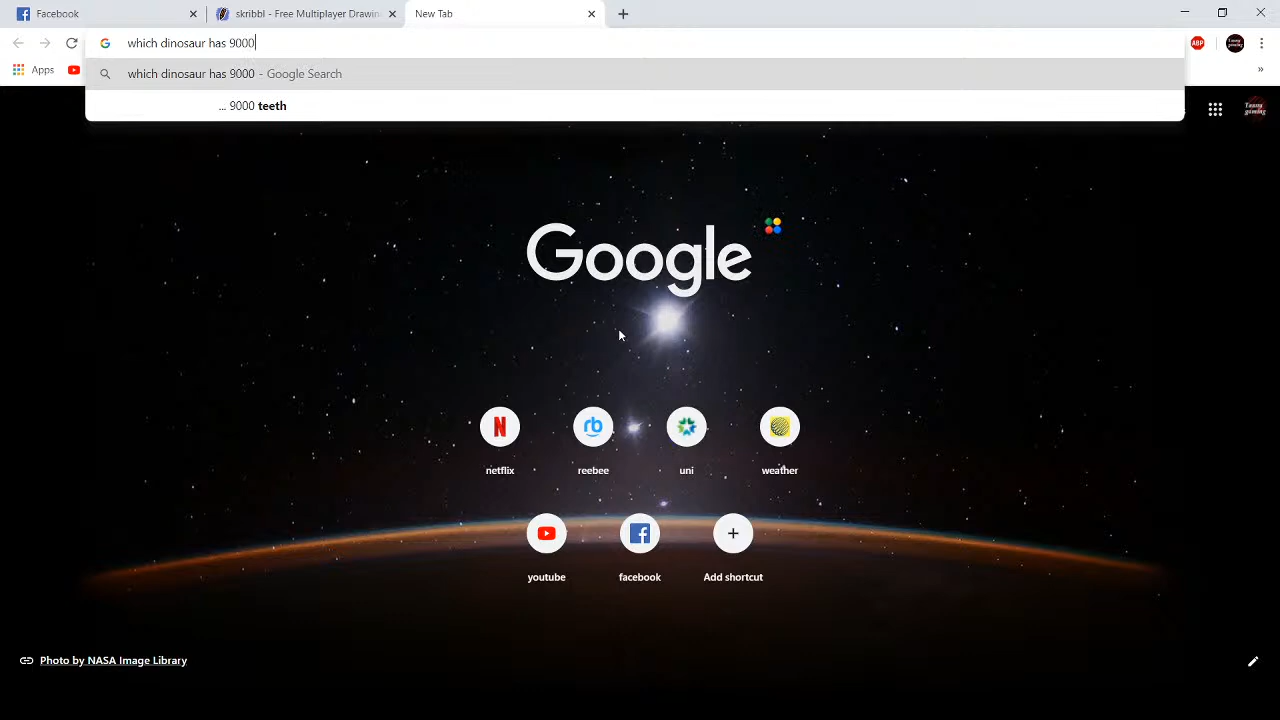 Facebook
skribbl - Free Multiplayer Drawin
New Tab
which dinosaur has 9000
ABP
Apps
which dinosaur has 9000 - Google Search
... 9000 teeth
Google
netflix
reebee
uni
weather
youtube
facebook
Add shortcut
Photo by NASA Image Library